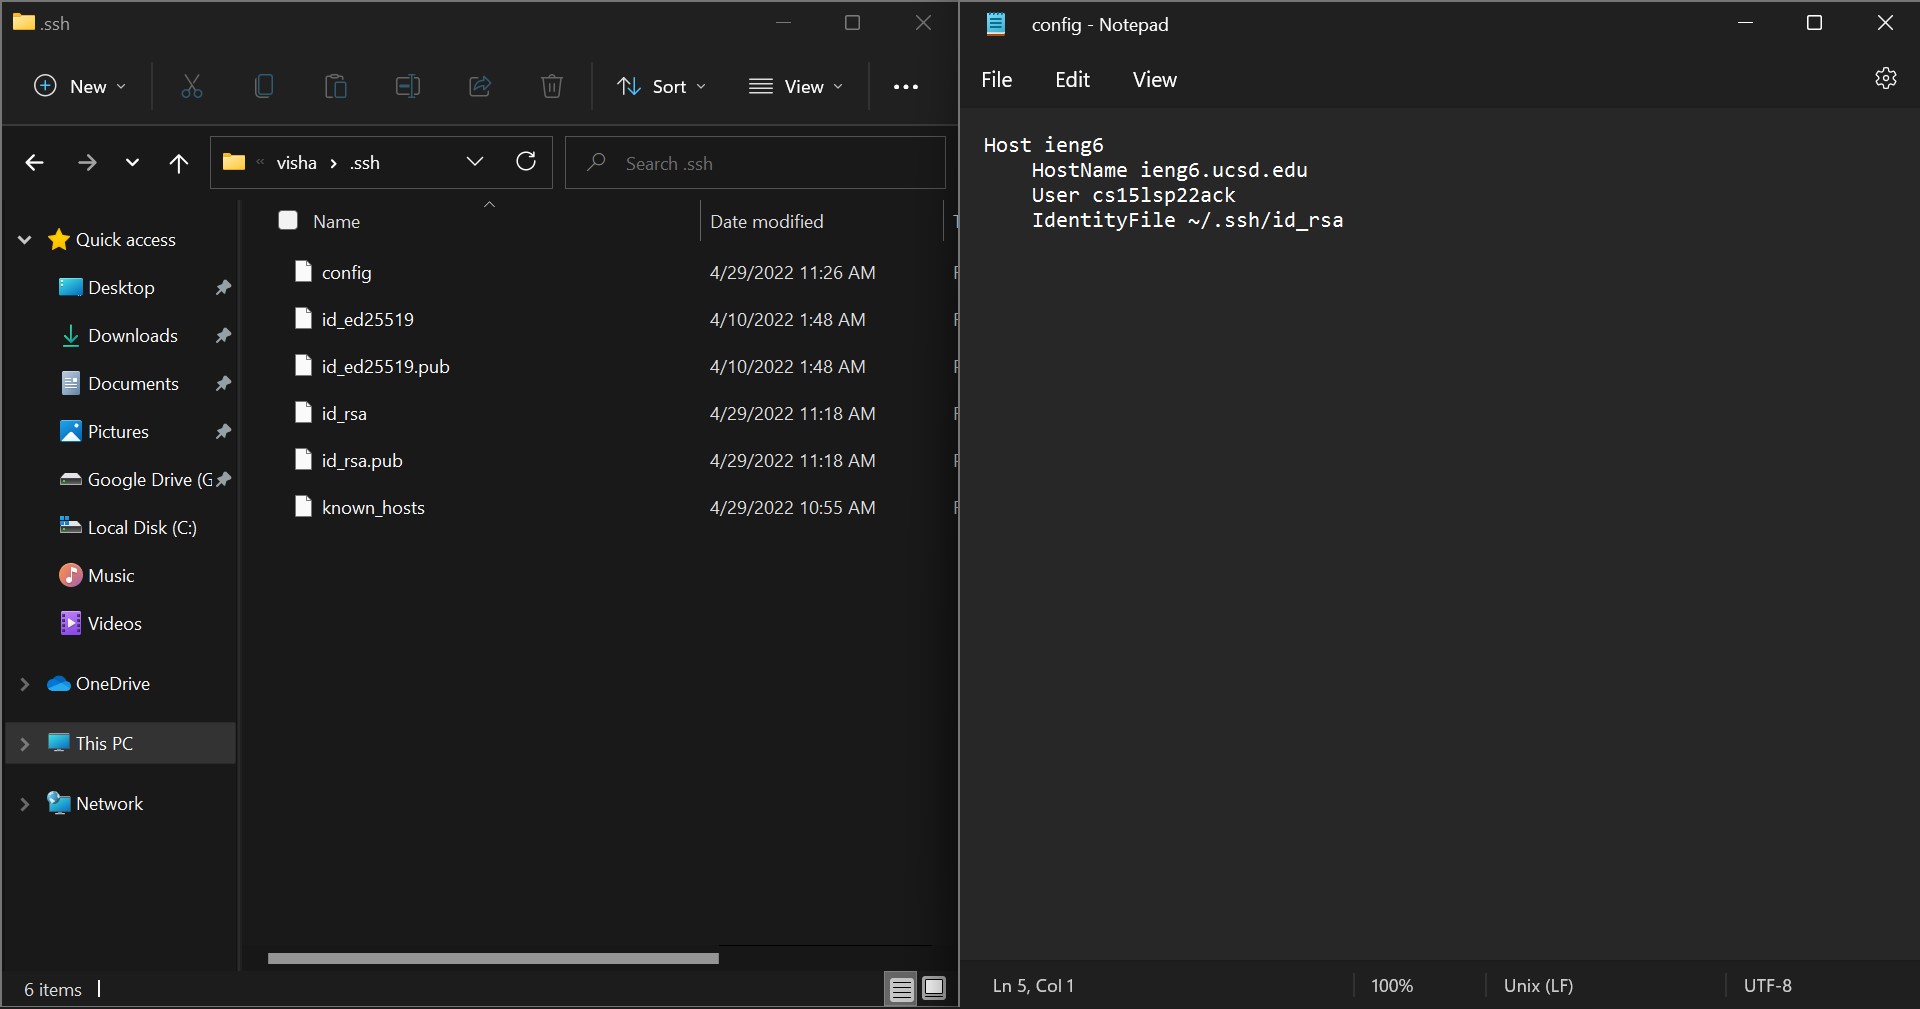 .ssh
New
Sort
View
« visha > .ssh
Search .ssh
Quick access
Desktop
Downloads
Documents
Pictures
Google Drive (G
Local Disk (C:)
Music
Videos
OneDrive
This PC
Network
Name Date modified
config 4/29/2022 11:26 AM
id_ed25519 4/10/2022 1:48 AM
id_ed25519.pub 4/10/2022 1:48 AM
id_rsa 4/29/2022 11:18 AM
id_rsa.pub 4/29/2022 11:18 AM
known_hosts 4/29/2022 10:55 AM
6 items
config - Notepad
File Edit View
Host ieng6
    HostName ieng6.ucsd.edu
    User cs15lsp22ack
    IdentityFile ~/.ssh/id_rsa
Ln 5, Col 1 100% Unix (LF) UTF-8